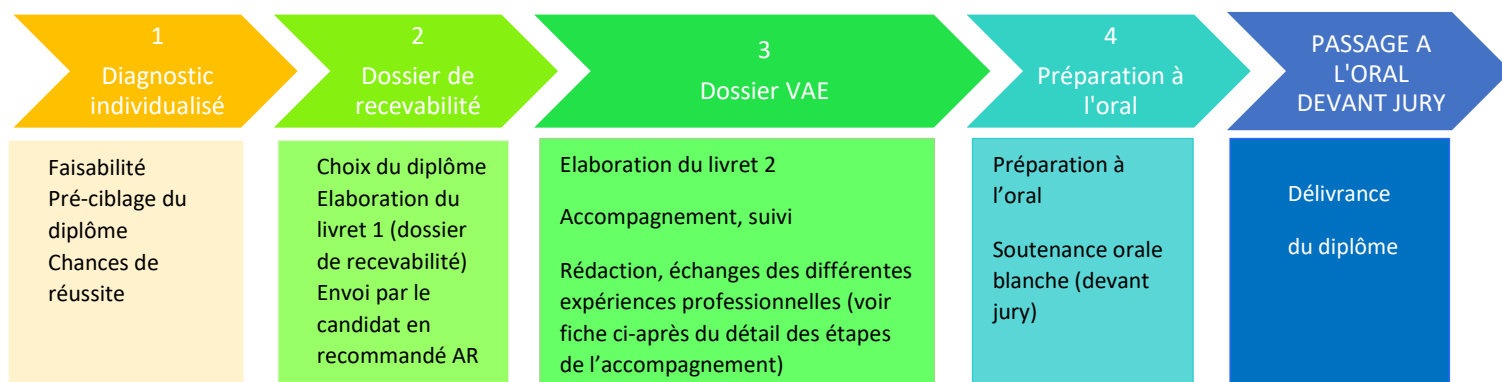 1
Diagnostic
individualisé
2
Dossier de
recevabilité
3
Dossier VAE
4
Préparation à
l'oral
PASSAGE A
L'ORAL
DEVANT JURY
Faisabilité
Pré-ciblage du
diplôme
Chances de
réussite
Choix du diplôme
Elaboration du
livret 1 (dossier
de recevabilité)
Envoi par le
candidat en
recommandé AR
Elaboration du livret 2
Accompagnement, suivi
Rédaction, échanges des différentes
expériences professionnelles (voir
fiche ci-après du détail des étapes
de l’accompagnement)
Préparation à
l’oral
Soutenance orale
blanche (devant
jury)
Délivrance
du diplôme